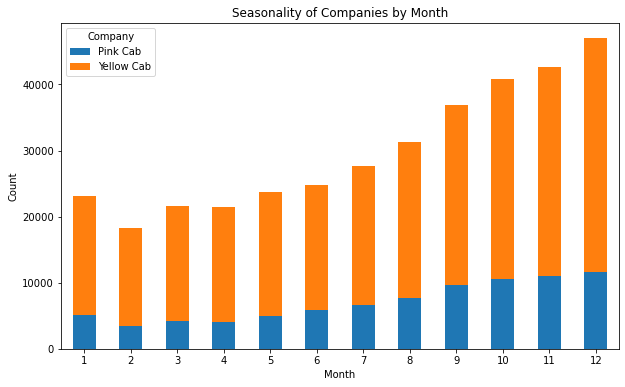 Seasonality of Companies by Month
Company
Pink Cab
Yellow Cab
Count
40000
30000
20000
10000
0
1 2 3 4 5 6 7 8 9 10 11 12
Month